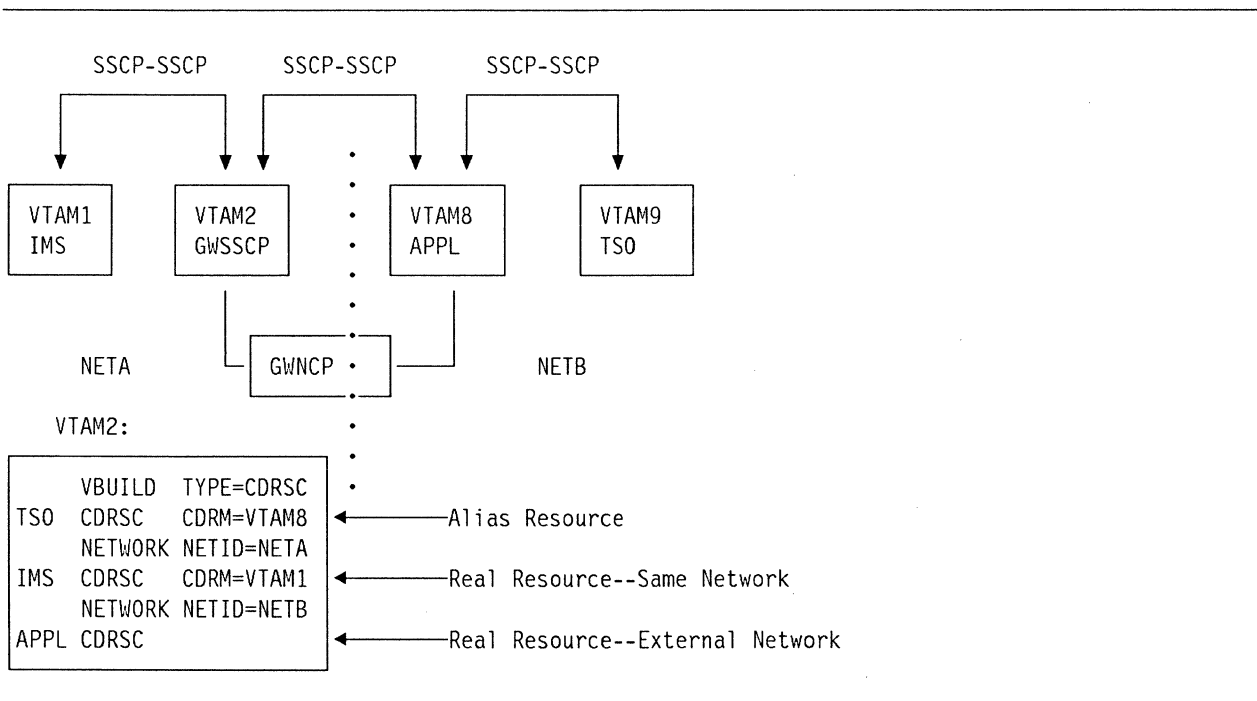 SSCP-SSCP SSCP-SSCP SSCP-SSCP
VTAM1 VTAM2 VTAM8 VTAM9
IMS GWSSCP APPL TSO
NETA GWNCP NETB
VTAM2:
VBUILD TYPE=CDRSC
TSO CDRSC CDRM=VTAM8 Alias Resource
NETWORK NETID=NETA
IMS CDRSC CDRM=VTAM1 Real Resource--Same Network
NETWORK NETID=NETB
APPL CDRSC Real Resource--External Network